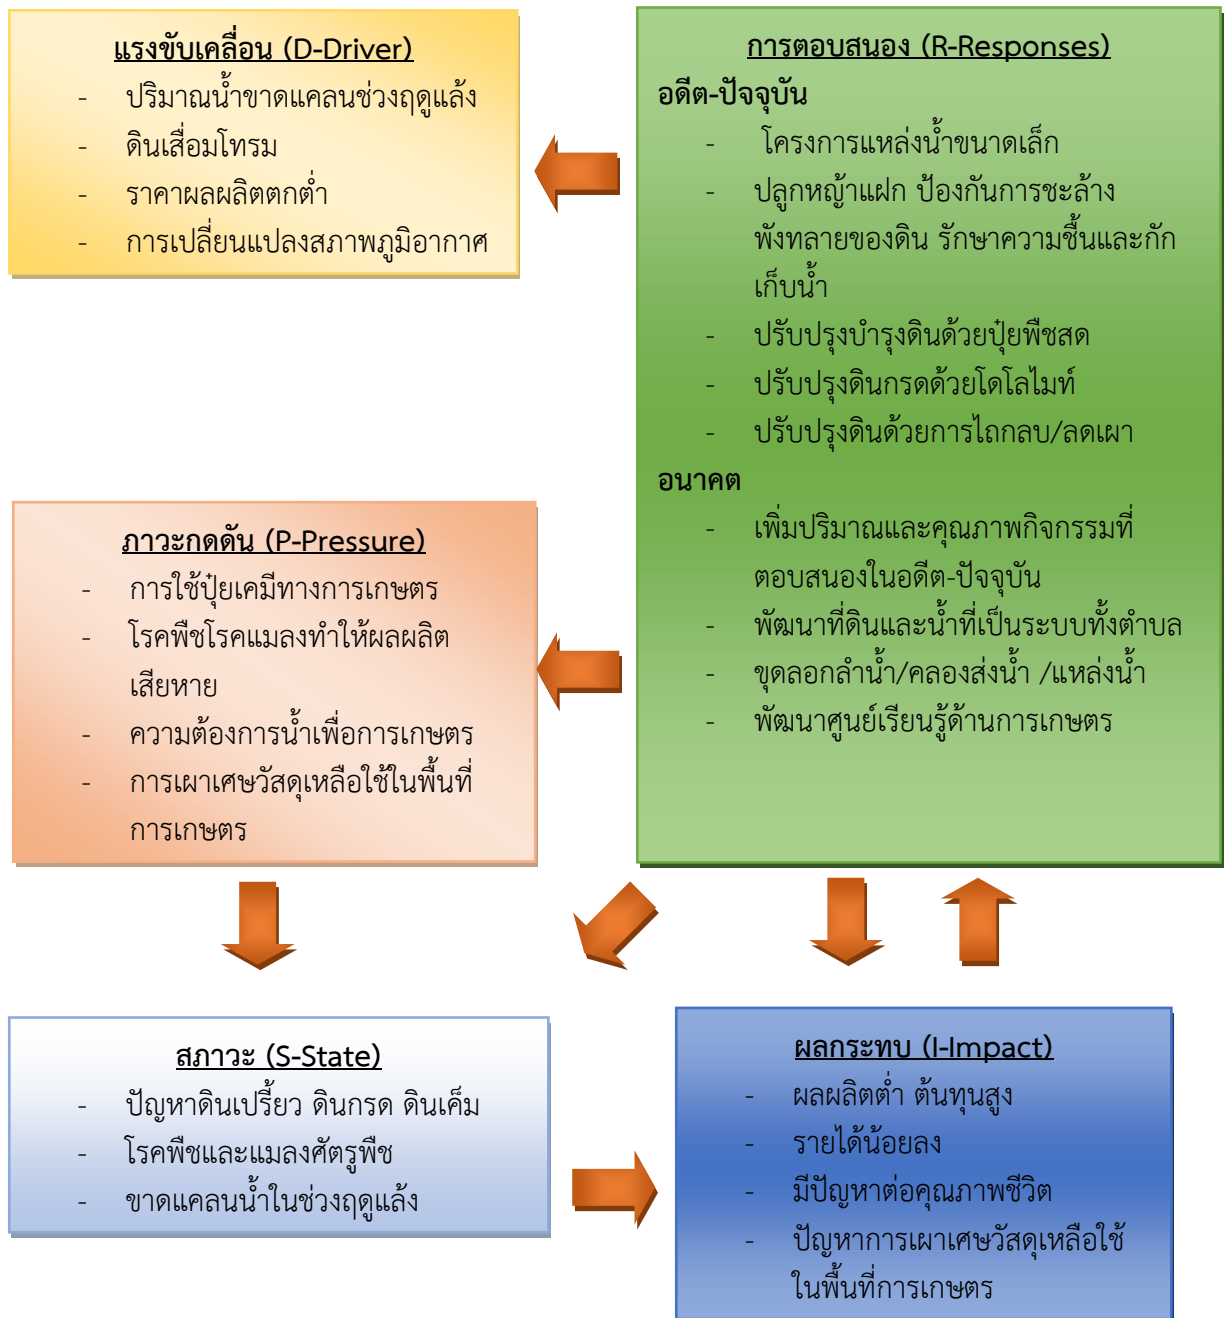 แรงขับเคลื่อน (D-Driver)
- ปริมาณน้ำขาดแคลนช่วงฤดูแล้ง
- ดินเสื่อมโทรม
- ราคาผลผลิตตกต่ำ
- การเปลี่ยนแปลงสภาพภูมิอากาศ
การตอบสนอง (R-Responses)
อดีต-ปัจจุบัน
- โครงการแหล่งน้ำขนาดเล็ก
- ปลูกหญ้าแฝก ป้องกันการชะล้าง
พังทลายของดิน รักษาความชื้นและกัก
เก็บน้ำ
- ปรับปรุงบำรุงดินด้วยปุ๋ยพืชสด
- ปรับปรุงดินกรดด้วยโดโลไมท์
- ปรับปรุงดินด้วยการไถกลบ/ลดเผา
อนาคต
- เพิ่มปริมาณและคุณภาพกิจกรรมที่
ตอบสนองในอดีต-ปัจจุบัน
- พัฒนาที่ดินและน้ำที่เป็นระบบทั้งตำบล
- ขุดลอกลำน้ำ/คลองส่งน้ำ /แหล่งน้ำ
- พัฒนาศูนย์เรียนรู้ด้านการเกษตร
ภาวะกดดัน (P-Pressure)
- การใช้ปุ๋ยเคมีทางการเกษตร
- โรคพืชโรคแมลงทำให้ผลผลิต
เสียหาย
- ความต้องการน้ำเพื่อการเกษตร
- การเผาเศษวัสดุเหลือใช้ในพื้นที่
การเกษตร
สภาวะ (S-State)
- ปัญหาดินเปรี้ยว ดินกรด ดินเค็ม
- โรคพืชและแมลงศัตรูพืช
- ขาดแคลนน้ำในช่วงฤดูแล้ง
ผลกระทบ (I-Impact)
- ผลผลิตต่ำ ต้นทุนสูง
- รายได้น้อยลง
- มีปัญหาต่อคุณภาพชีวิต
- ปัญหาการเผาเศษวัสดุเหลือใช้
ในพื้นที่การเกษตร